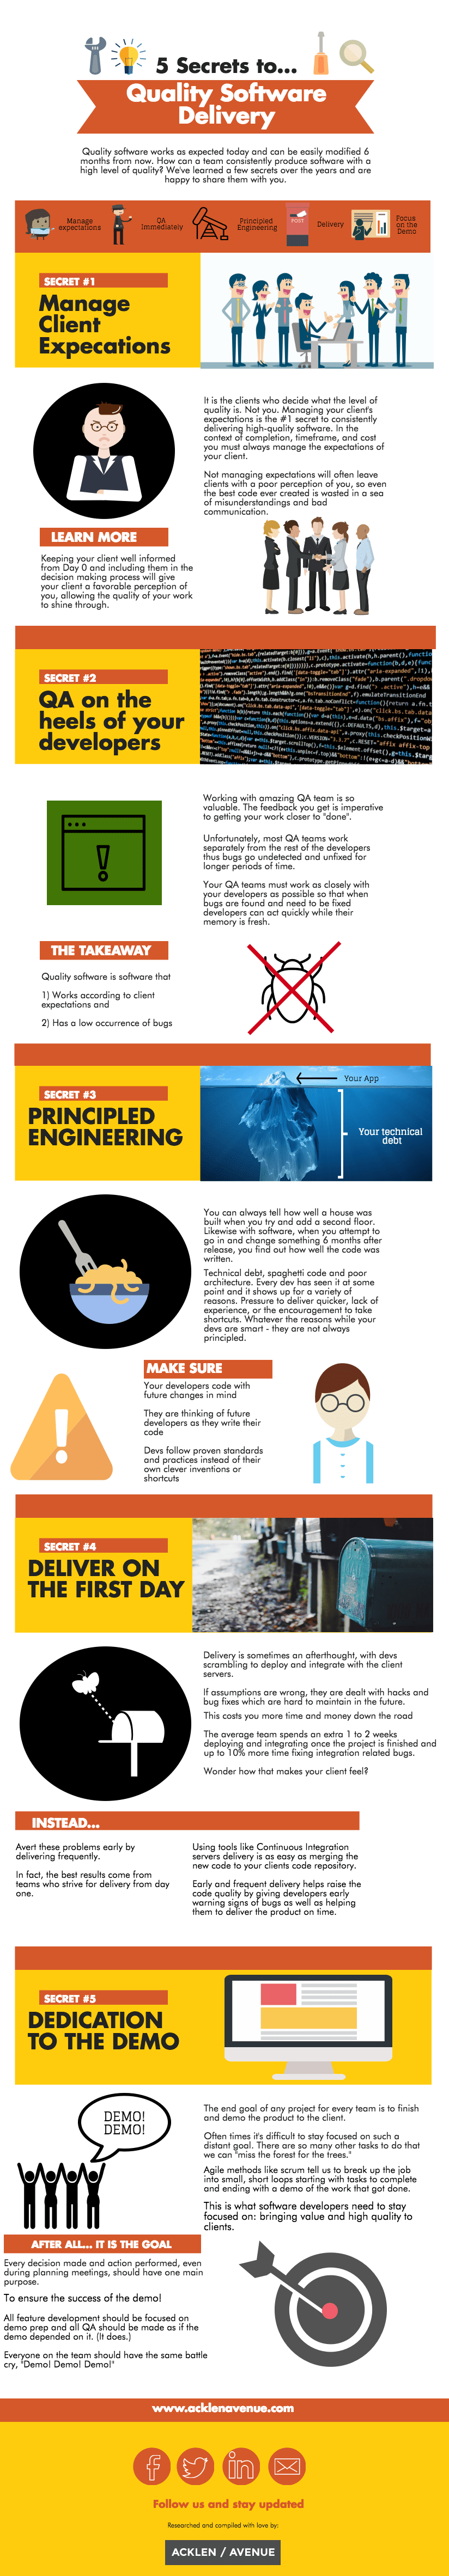 5 Secrets to...
Quality Software
Delivery
Quality software works as expected today and can be easily modified 6
months from now. How can a team consistently produce software with a
high level of quality? We've learned a few secrets over the years and are
happy to share them with you.
Manage
expectations
QA
Immediately
Principled
Engineering
POST
Delivery
Focus
on the
Demo
SECRET #1
Manage
Client
Expecations
It is the clients who decide what the level of
quality is. Not you. Managing your client's
expectations is the #1 secret to consistently
delivering high-quality software. In the
context of completion, timeframe, and cost
you must always manage the expectations of
your client.
Not managing expectations will often leave
clients with a poor perception of you, so even
the best code ever created is wasted in a sea
of misunderstandings and bad
communication.
LEARN MORE
Keeping your client well informed
from Day 0 and including them in the
decision making process will give
your client a favorable perception of
you, allowing the quality of your work
to shine through.
SECRET #2
QA on the
heels of your
developers
Working with amazing QA team is so
valuable. The feedback you get is imperative
to getting your work closer to "done".
Unfortunately, most QA teams work
separately from the rest of the developers
thus bugs go undetected and unfixed for
longer periods of time.
Your QA teams must work as closely with
your developers as possible so that when
bugs are found and need to be fixed
developers can act quickly while their
memory is fresh.
THE TAKEAWAY
Quality software is software that
1) Works according to client
expectations and
2) Has a low occurrence of bugs
SECRET #3
PRINCIPLED
ENGINEERING
Your App
Your technical
debt
You can always tell how well a house was
built when you try and add a second floor.
Likewise with software, when you attempt to
go in and change something 6 months after
release, you find out how well the code was
written.
Technical debt, spaghetti code and poor
architecture. Every dev has seen it at some
point and it shows up for a variety of
reasons. Pressure to deliver quicker, lack of
experience, or the encouragement to take
shortcuts. Whatever the reasons while your
devs are smart - they are not always
principled.
MAKE SURE
Your developers code with
future changes in mind
They are thinking of future
developers as they write their
code
Devs follow proven standards
and practices instead of their
own clever inventions or
shortcuts
SECRET #4
DELIVER ON
THE FIRST DAY
Delivery is sometimes an afterthought, with devs
scrambling to deploy and integrate with the client
servers.
If assumptions are wrong, they are dealt with hacks and
bug fixes which are hard to maintain in the future.
This costs you more time and money down the road
The average team spends an extra 1 to 2 weeks
deploying and integrating once the project is finished and
up to 10% more time fixing integration related bugs.
Wonder how that makes your client feel?
INSTEAD...
Avert these problems early by
delivering frequently.
In fact, the best results come from
teams who strive for delivery from day
one.
Using tools like Continuous Integration
servers delivery is as easy as merging the
new code to your clients code repository.
Early and frequent delivery helps raise the
code quality by giving developers early
warning signs of bugs as well as helping
them to deliver the product on time.
SECRET #5
DEDICATION
TO THE DEMO
DEMO!
DEMO!
The end goal of any project for every team is to finish
and demo the product to the client.
Often times it's difficult to stay focused on such a
distant goal. There are so many other tasks to do that
we can "miss the forest for the trees."
Agile methods like scrum tell us to break up the job
into small, short loops starting with tasks to complete
and ending with a demo of the work that got done.
This is what software developers need to stay
focused on: bringing value and high quality to
clients.
AFTER ALL... IT IS THE GOAL
Every decision made and action performed, even
during planning meetings, should have one main
purpose.
To ensure the success of the demo!
All feature development should be focused on
demo prep and all QA should be made as if the
demo depended on it. (It does.)
Everyone on the team should have the same battle
cry, "Demo! Demo! Demo!"
www.acklenavenue.com
Follow us and stay updated
Researched and compiled with love by:
ACKLEN / AVENUE